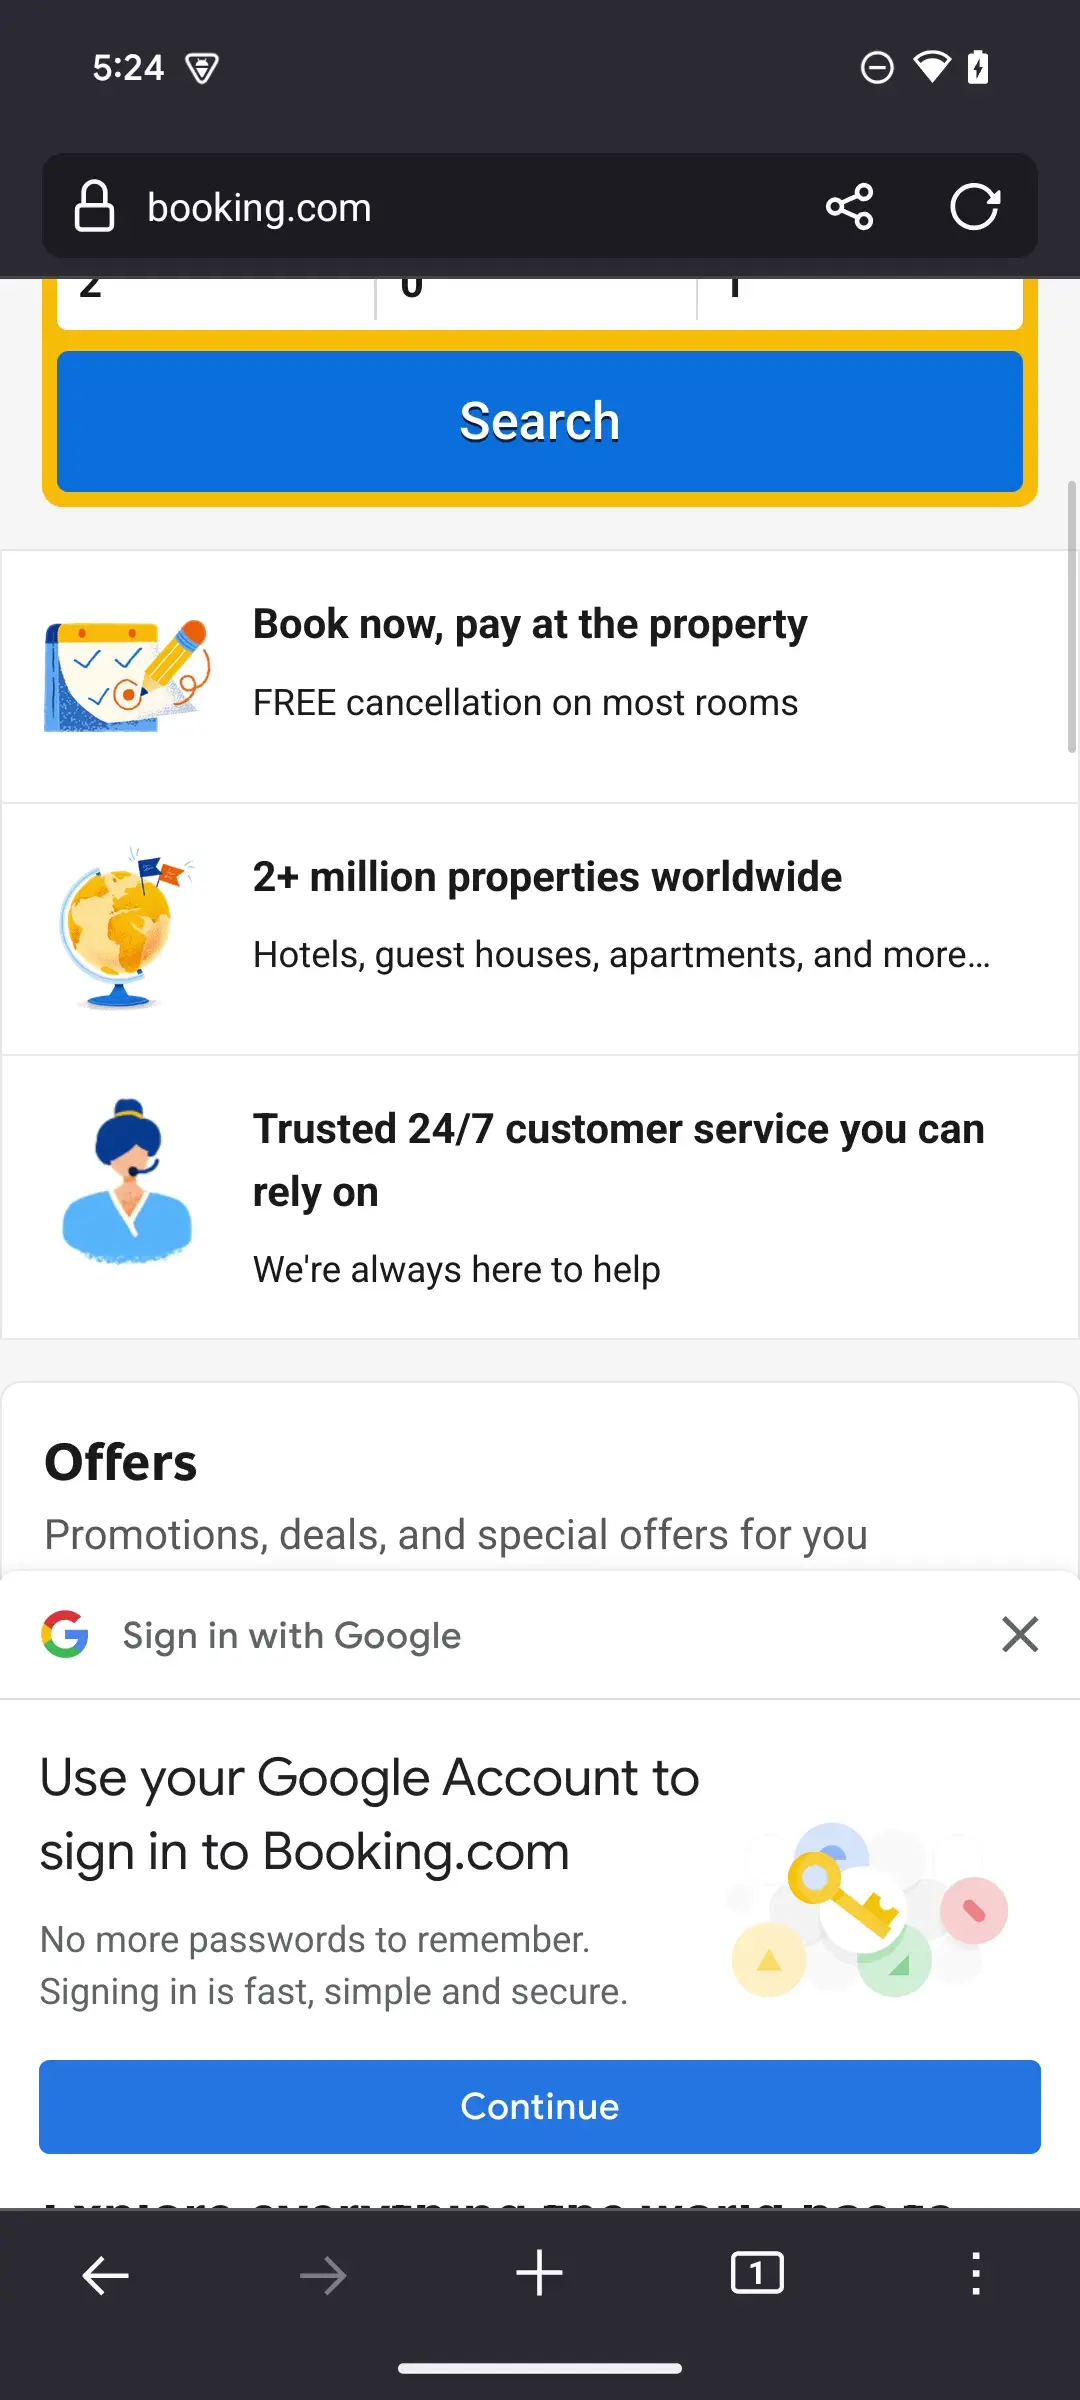 5:24
booking.com
2 0 1
Search
Book now, pay at the property
FREE cancellation on most rooms
2+ million properties worldwide
Hotels, guest houses, apartments, and more…
Trusted 24/7 customer service you can
rely on
We're always here to help
Offers
Promotions, deals, and special offers for you
Sign in with Google
Use your Google Account to
sign in to Booking.com
No more passwords to remember.
Signing in is fast, simple and secure.
Continue
1